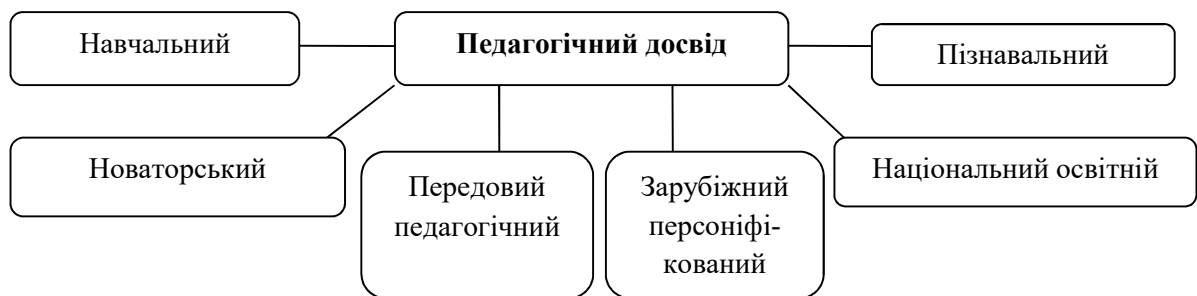 Навчальний
Педагогічний досвід
Пізнавальний
Новаторський
Передовий
педагогічний
Зарубіжний
персоніфі-
кований
Національний освітній